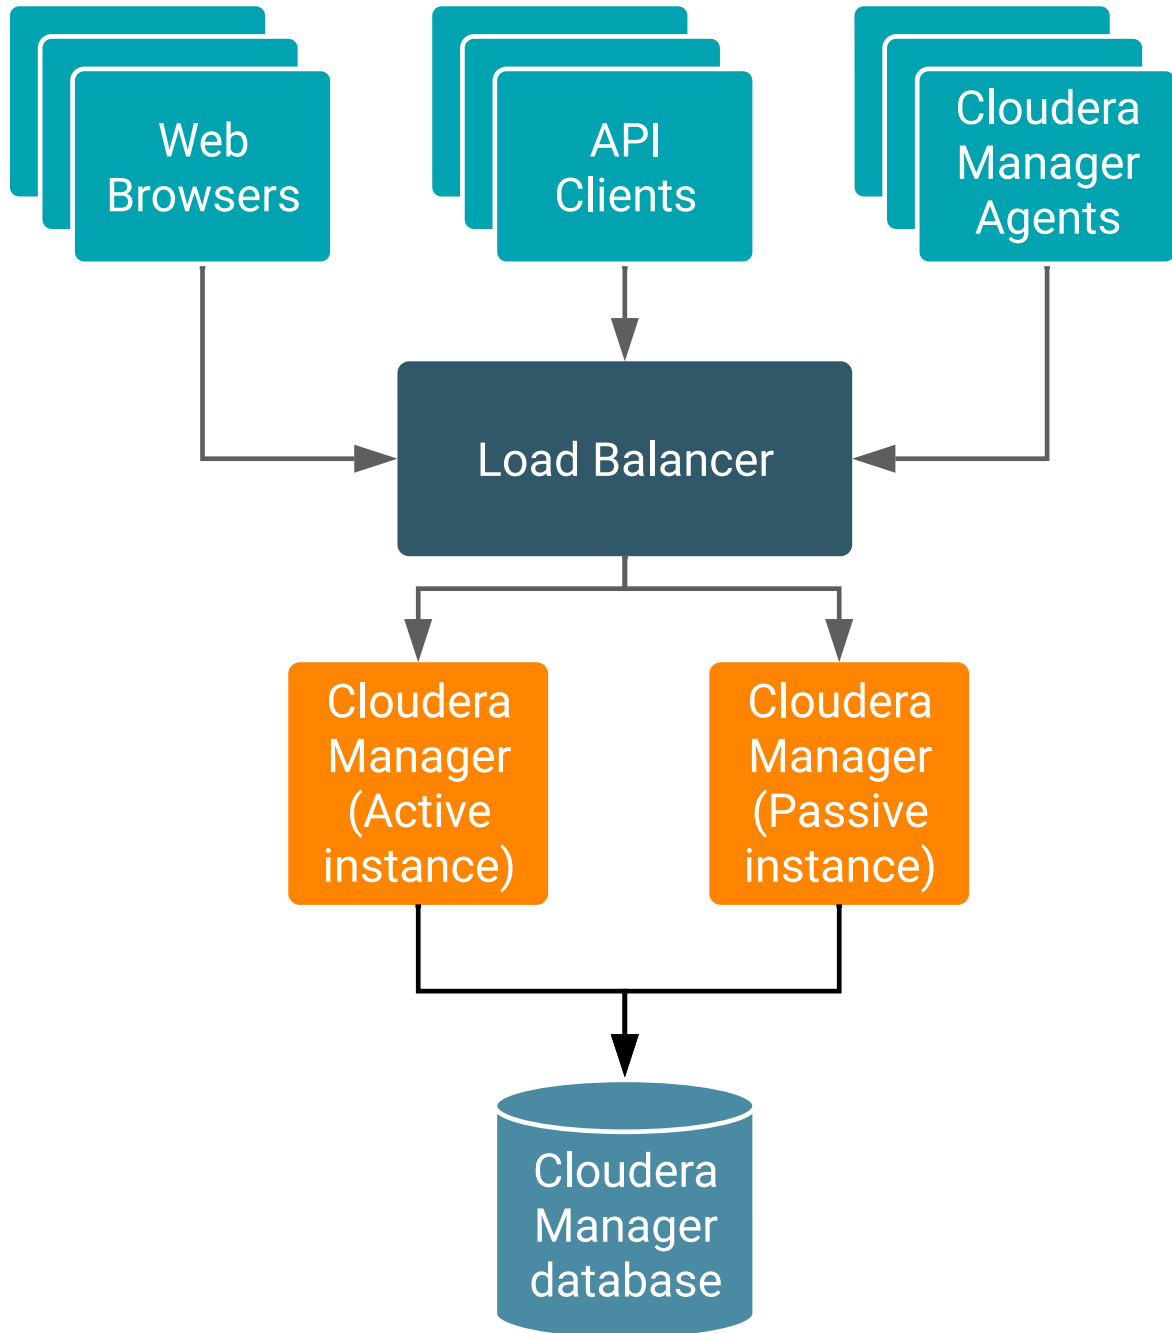 Web
Browsers
API
Clients
Cloudera
Manager
Agents
Load Balancer
Cloudera
Manager
(Active
instance)
Cloudera
Manager
(Passive
instance)
Cloudera
Manager
database